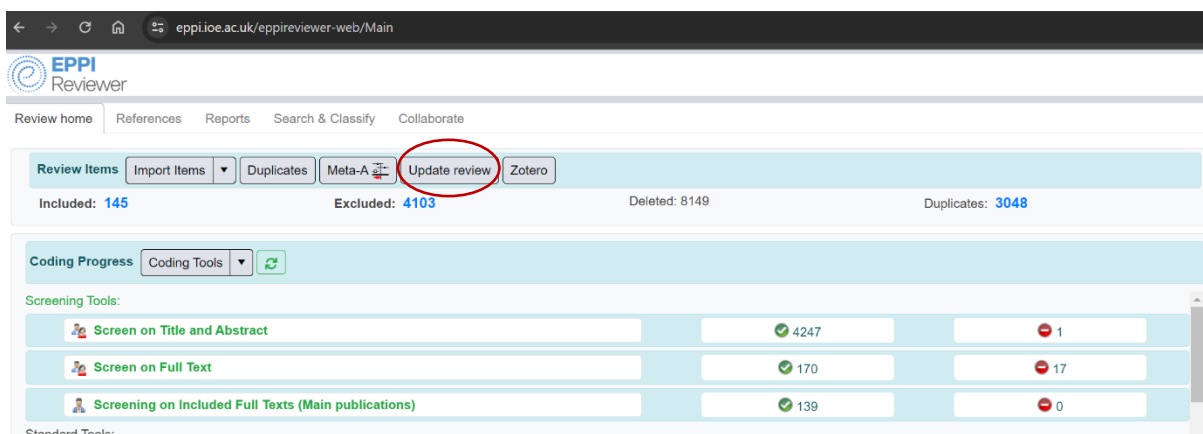 eppi.ioe.ac.uk/eppireviewer-web/Main
EPPI
Reviewer
Review home References Reports Search & Classify Collaborate
Review Items Import Items Duplicates Meta-A Update review Zotero
Included: 145 Excluded: 4103 Deleted: 8149 Duplicates: 3048
Coding Progress Coding Tools
Screening Tools:
Screen on Title and Abstract 4247 1
Screen on Full Text 170 17
Screening on Included Full Texts (Main publications) 139 0
Standard Tools: